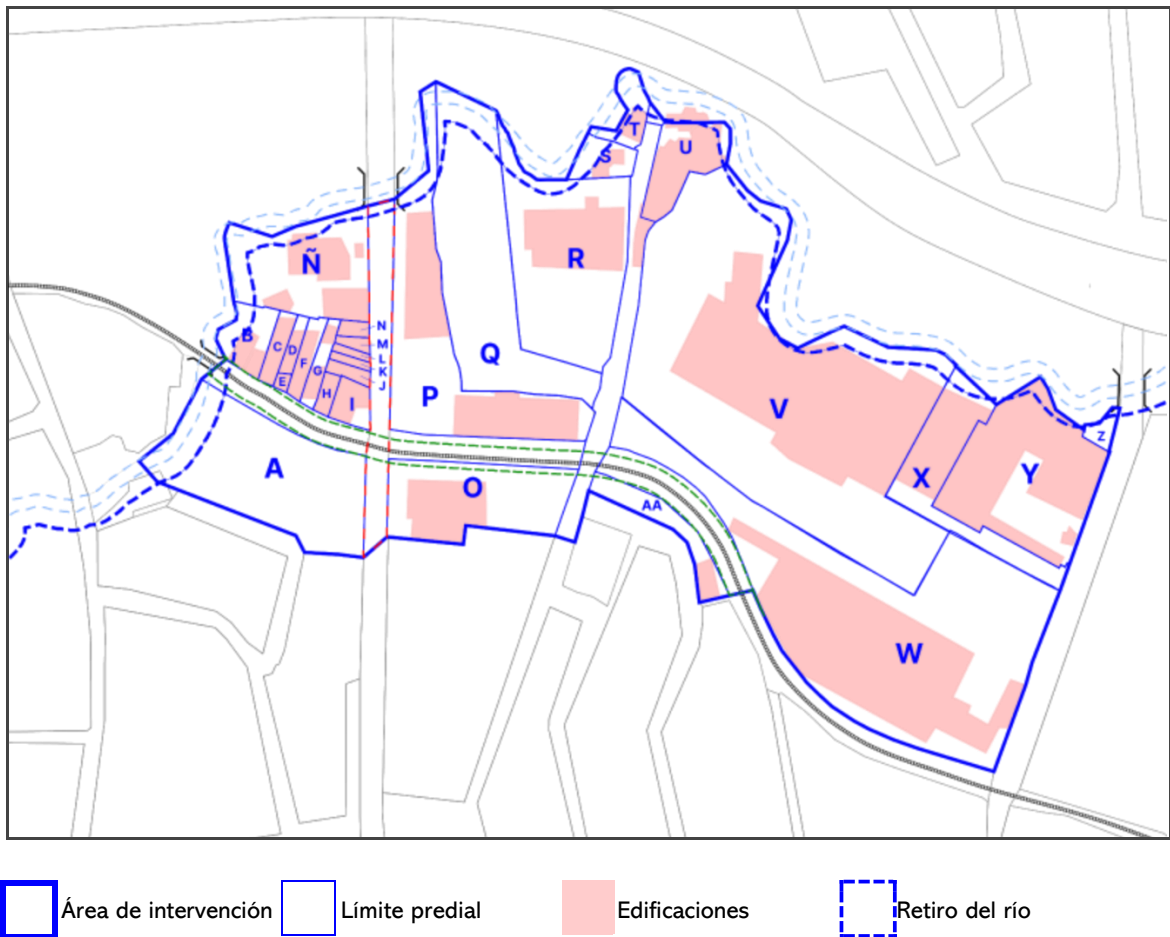 T
S
U
Ñ
R
N
B
M
C
D
L
F
K
Q
G
E
J
H
P
I
V
Z
A
X
Y
O
AA
W
Área de intervención
Límite predial
Edificaciones
Retiro del río